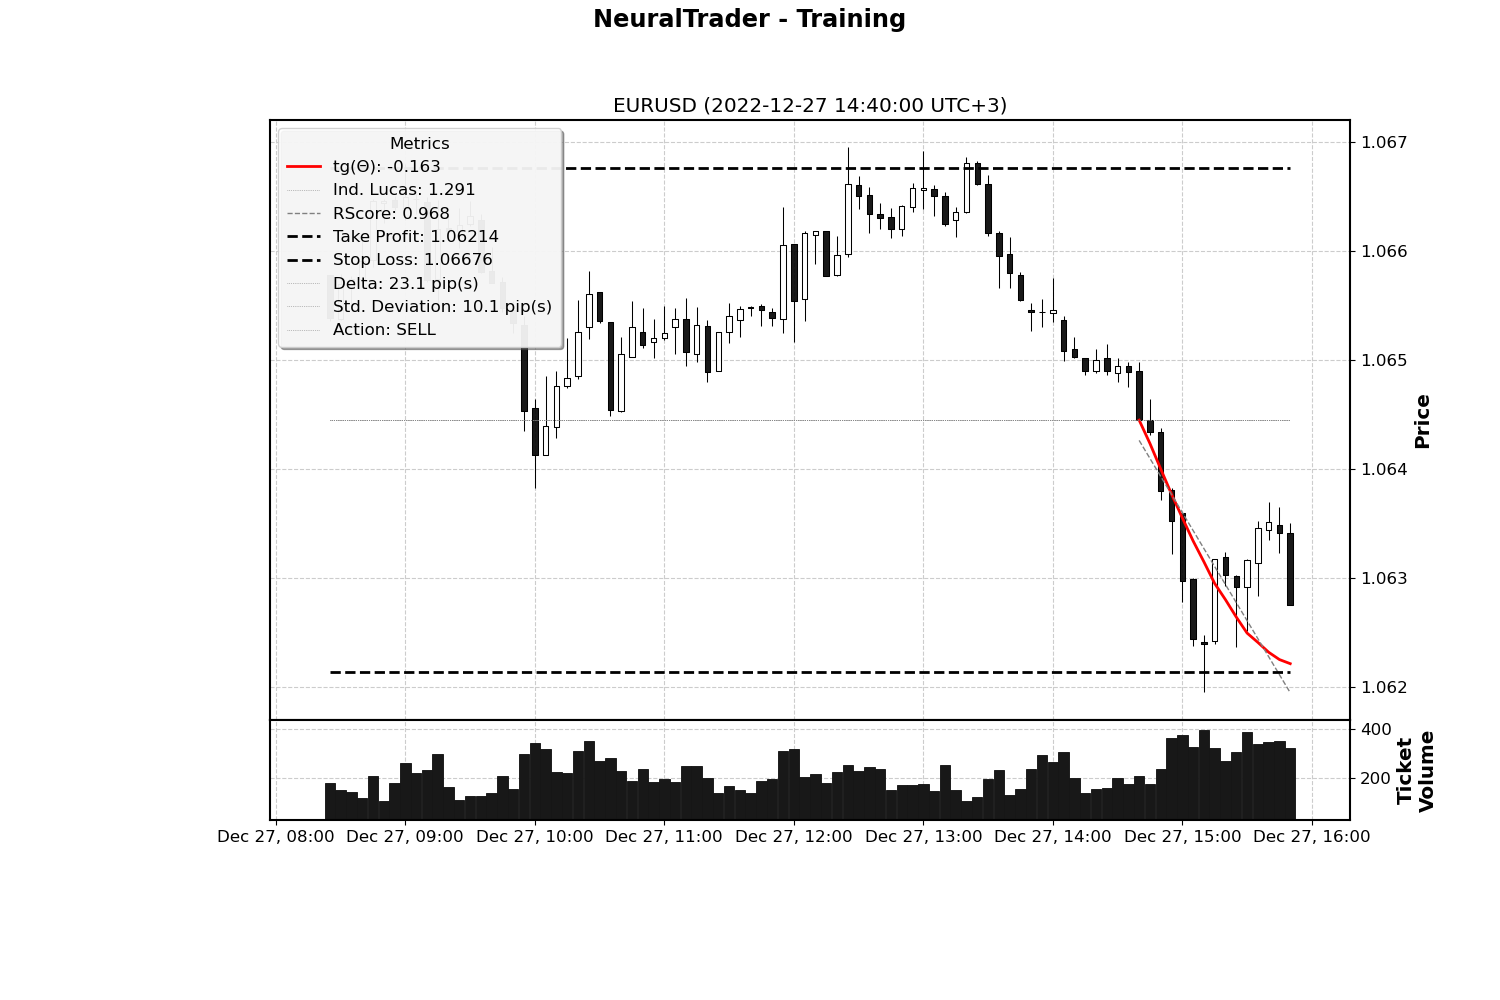 NeuralTrader - Training
EURUSD (2022-12-27 14:40:00 UTC+3)
Metrics
tg(Θ): -0.163
Ind. Lucas: 1.291
RScore: 0.968
Take Profit: 1.06214
Stop Loss: 1.06676
Delta: 23.1 pip(s)
Std. Deviation: 10.1 pip(s)
Action: SELL
1.067
1.066
1.065
1.064
1.063
1.062
Price
400
200
Ticket
Volume
Dec 27, 08:00 Dec 27, 09:00 Dec 27, 10:00 Dec 27, 11:00 Dec 27, 12:00 Dec 27, 13:00 Dec 27, 14:00 Dec 27, 15:00 Dec 27, 16:00